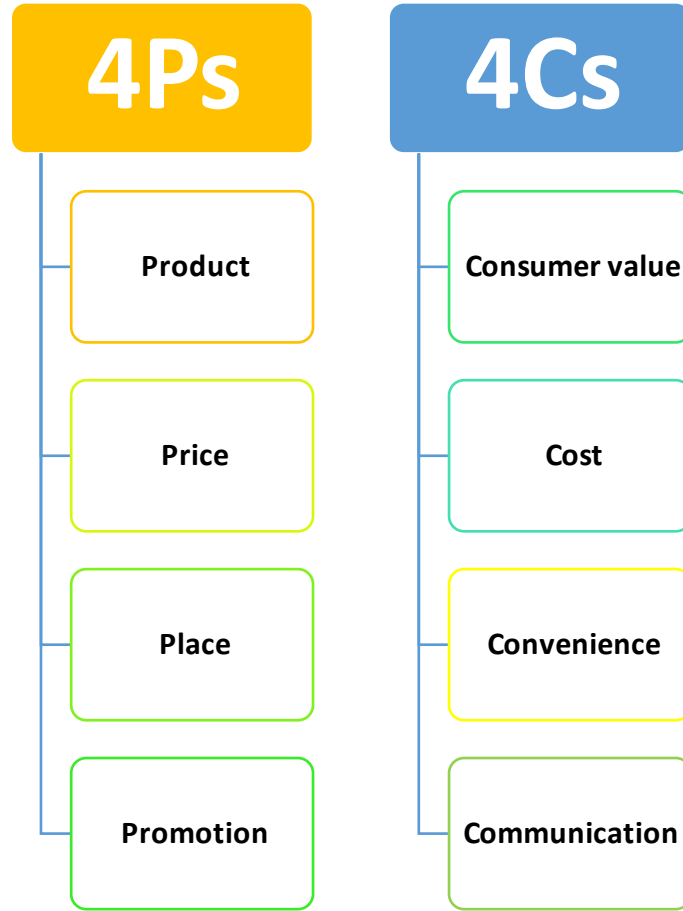 4Ps
Product
Price
Place
Promotion
4Cs
Consumer value
Cost
Convenience
Communication